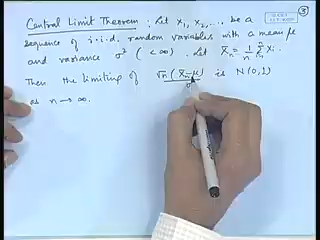 Central Limit Theorem : Let X₁, X₂, ... be a
sequence of i.i.d. random variables with a mean μ
and variance σ² (< ∞). Let X̄ₙ = 1/n Σᵢ₌₁ⁿ Xᵢ.
Then the limiting of √n (X̄ₙ-μ)/σ is N(0,1)
as n → ∞.